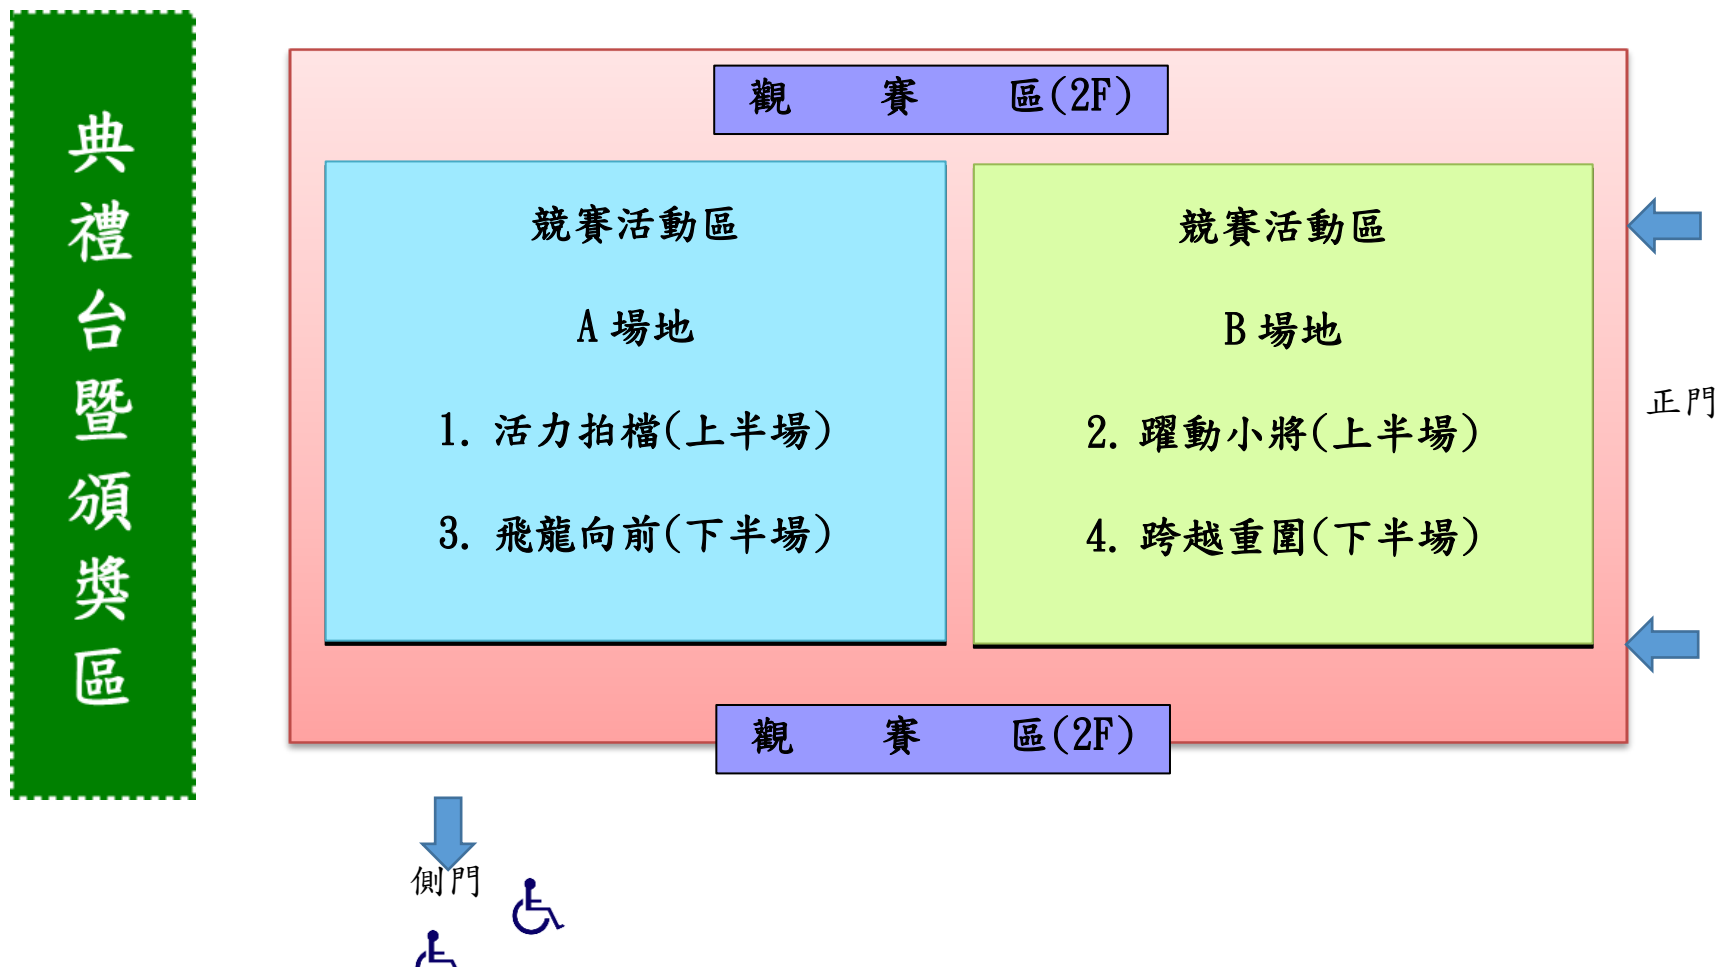 典禮台暨頒獎區
觀 賽 區(2F)
競賽活動區
A 場地
1. 活力拍檔(上半場)
3. 飛龍向前(下半場)
競賽活動區
B 場地
2. 躍動小將(上半場)
4. 跨越重圍(下半場)
正門
觀 賽 區(2F)
側門